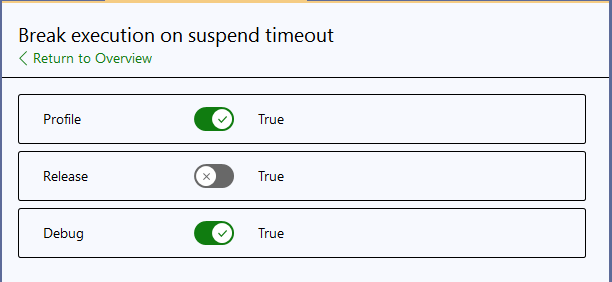 Break execution on suspend timeout
Return to Overview
Profile True
Release True
Debug True